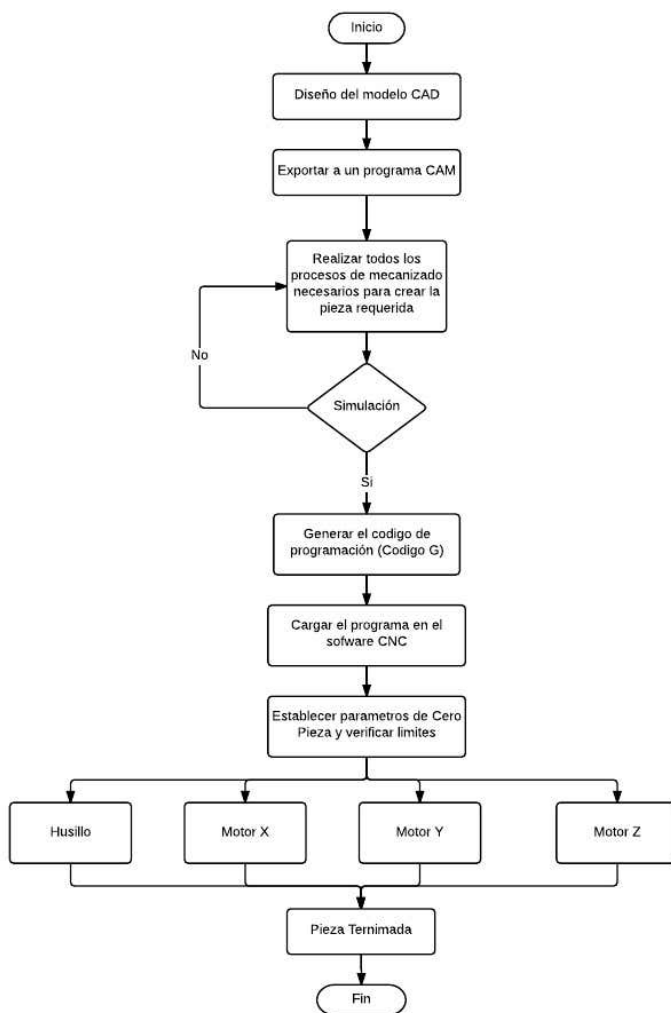 Inicio
Diseño del modelo CAD
Exportar a un programa CAM
Realizar todos los
procesos de mecanizado
necesarios para crear la
pieza requerida
No
Simulación
Si
Generar el codigo de
programación (Codigo G)
Cargar el programa en el
sofware CNC
Establecer parametros de Cero
Pieza y verificar limites
Husillo
Motor X
Motor Y
Motor Z
Pieza Ternimada
Fin